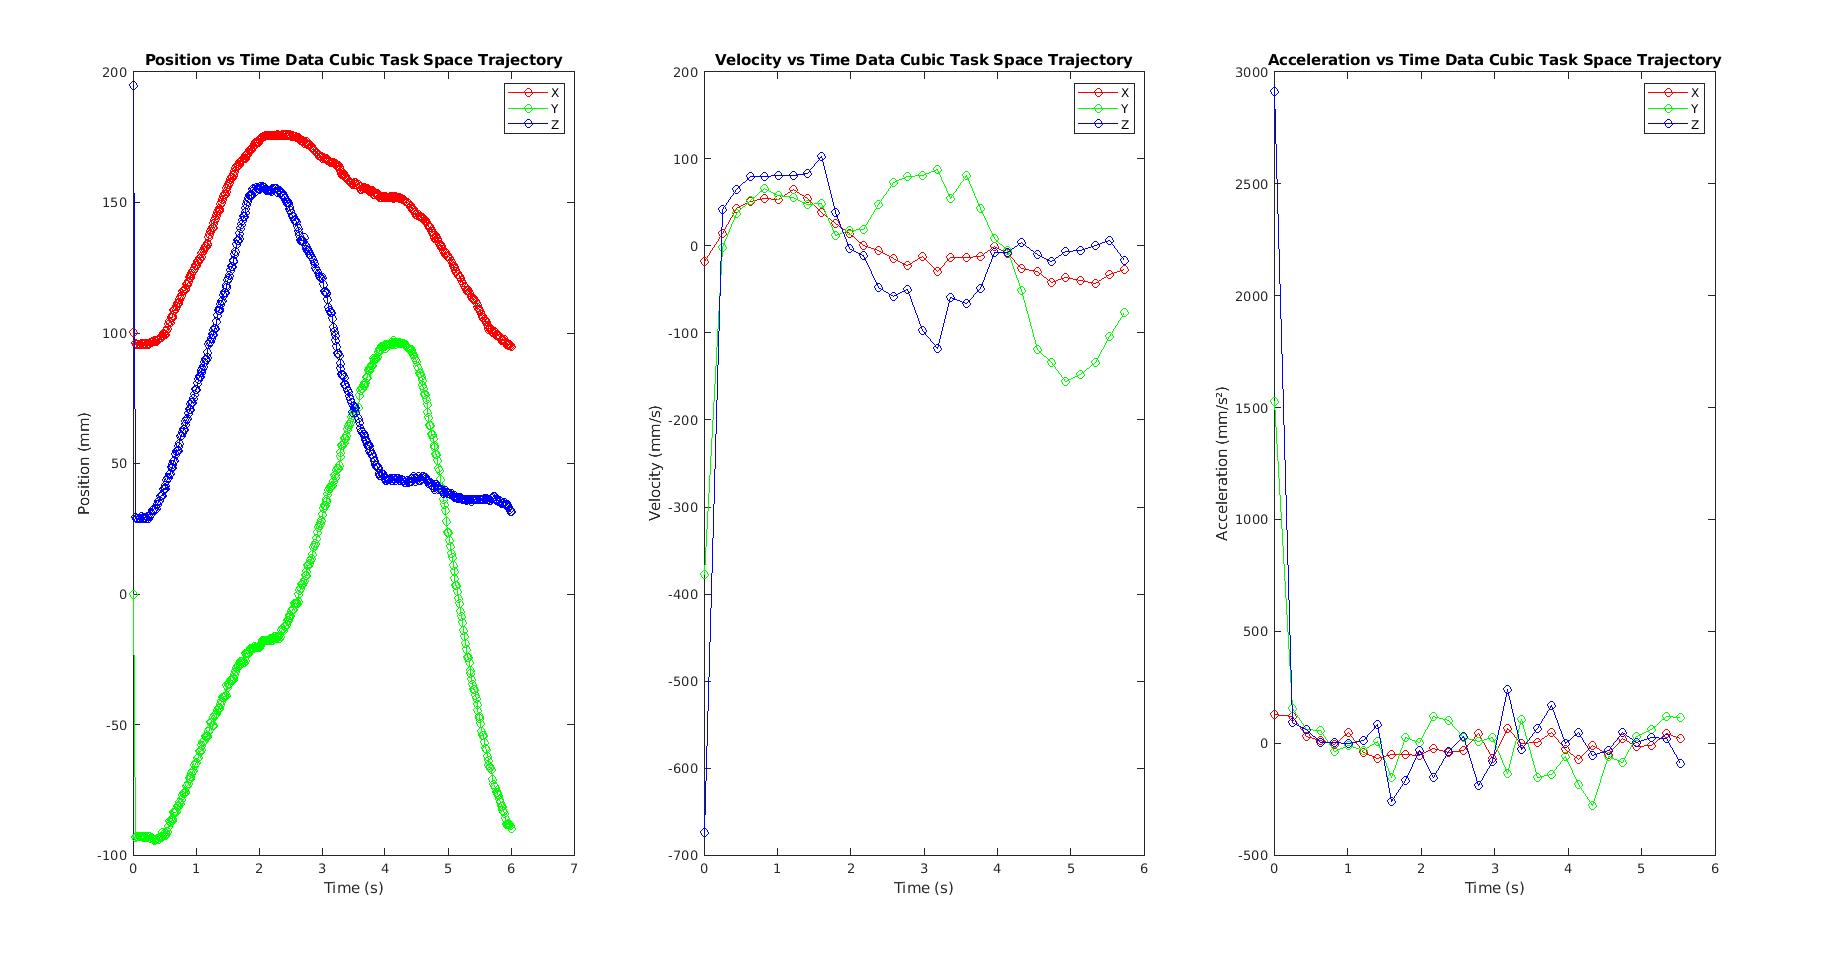 Position vs Time Data Cubic Task Space Trajectory
200
150
100
50
0
-50
-100
0 1 2 3 4 5 6 7
Time (s)
Position (mm)
X
Y
Z
Velocity vs Time Data Cubic Task Space Trajectory
200
100
0
-100
-200
-300
-400
-500
-600
-700
0 1 2 3 4 5 6
Time (s)
Velocity (mm/s)
X
Y
Z
Acceleration vs Time Data Cubic Task Space Trajectory
3000
2500
2000
1500
1000
500
0
-500
0 1 2 3 4 5 6
Time (s)
Acceleration (mm/s²)
X
Y
Z